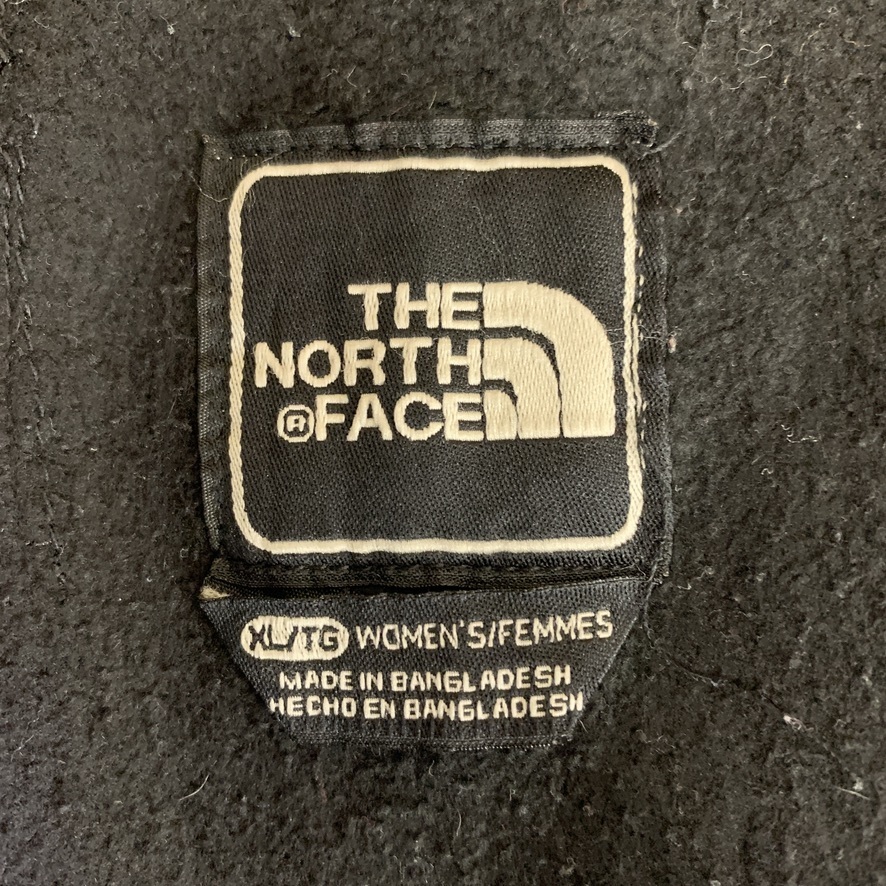 THE
NORTH
®FACE
XL/TG WOMEN'S/FEMMES
MADE IN BANGLADESH
HECHO EN BANGLADESH